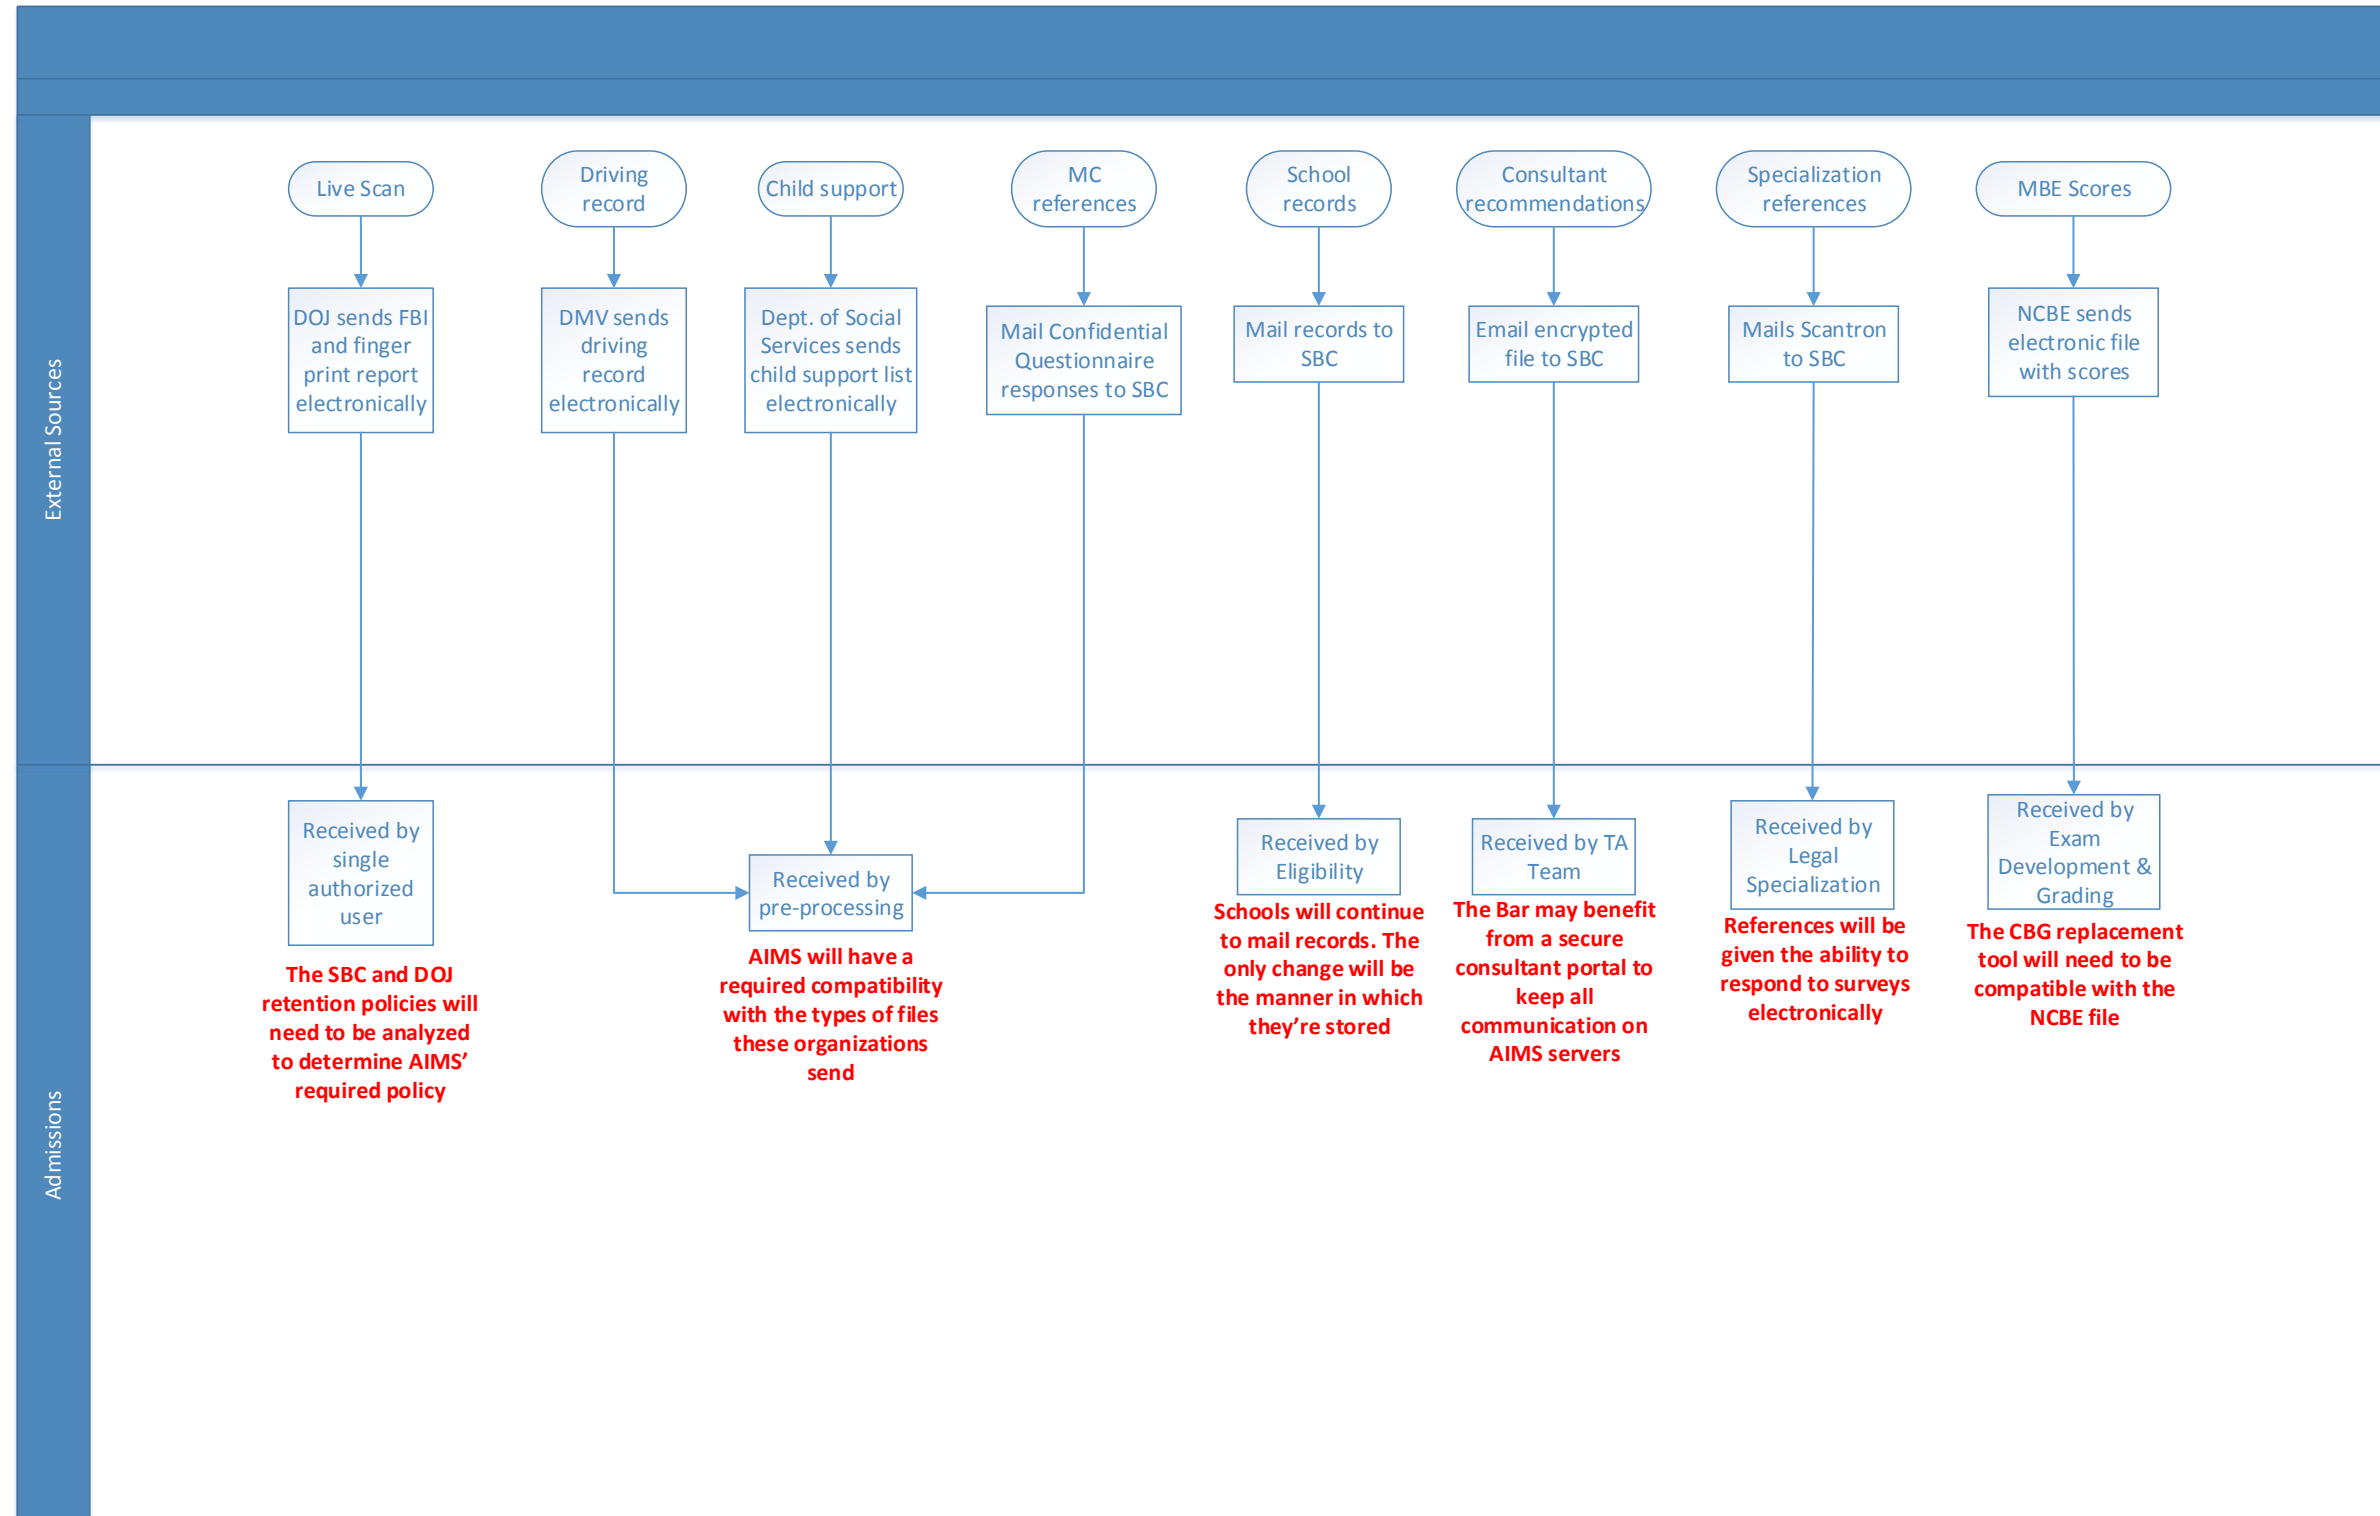 External Sources
Live Scan
Driving
record
Child support
MC
references
School
records
Consultant
recommendations
Specialization
references
MBE Scores
DOJ sends FBI
and finger
print report
electronically
DMV sends
driving
record
electronically
Dept. of Social
Services sends
child support list
electronically
Mail Confidential
Questionnaire
responses to SBC
Mail records to
SBC
Email encrypted
file to SBC
Mails Scantron
to SBC
NCBE sends
electronic file
with scores
Admissions
Received by
single
authorized
user
The SBC and DOJ
retention policies will
need to be analyzed
to determine AIMS’
required policy
Received by
pre-processing
AIMS will have a
required compatibility
with the types of files
these organizations
send
Received by
Eligibility
Schools will continue
to mail records. The
only change will be
the manner in which
they’re stored
Received by TA
Team
The Bar may benefit
from a secure
consultant portal to
keep all
communication on
AIMS servers
Received by
Legal
Specialization
References will be
given the ability to
respond to surveys
electronically
Received by
Exam
Development &
Grading
The CBG replacement
tool will need to be
compatible with the
NCBE file